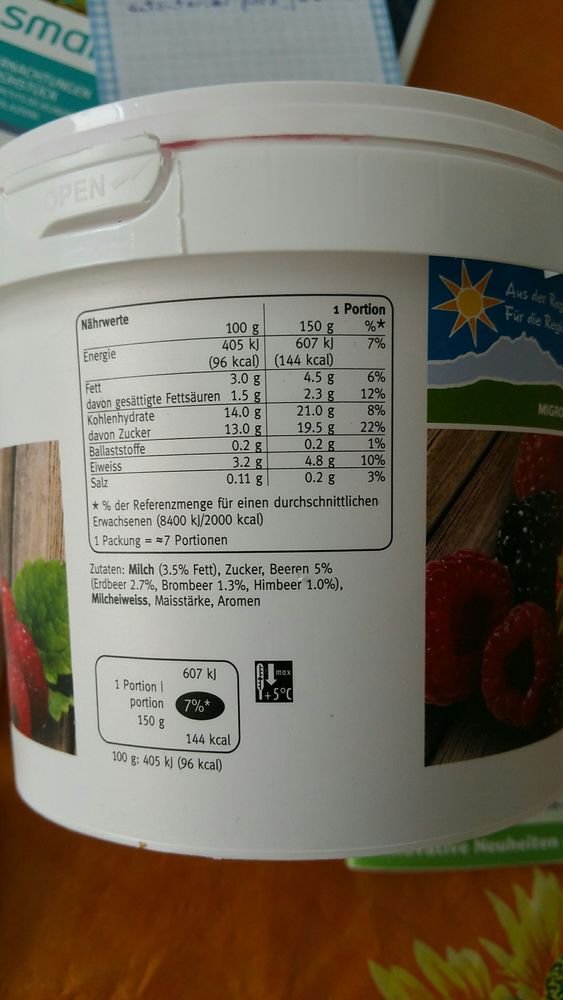 smar
OPEN
Aus der Reg
Für die Regi
MIGRO
Nährwerte 1 Portion
100 g 150 g %*
Energie 405 kJ 607 kJ 7%
(96 kcal) (144 kcal)
Fett 3.0 g 4.5 g 6%
davon gesättigte Fettsäuren 1.5 g 2.3 g 12%
Kohlenhydrate 14.0 g 21.0 g 8%
davon Zucker 13.0 g 19.5 g 22%
Ballaststoffe 0.2 g 0.2 g 1%
Eiweiss 3.2 g 4.8 g 10%
Salz 0.11 g 0.2 g 3%
* % der Referenzmenge für einen durchschnittlichen
Erwachsenen (8400 kJ/2000 kcal)
1 Packung = ≈7 Portionen
Zutaten: Milch (3.5% Fett), Zucker, Beeren 5%
(Erdbeer 2.7%, Brombeer 1.3%, Himbeer 1.0%),
Milcheiweiss, Maisstärke, Aromen
607 kJ
1 Portion |
portion 7%*
150 g
144 kcal
100 g: 405 kJ (96 kcal)
max
+5°C
Neuheiten